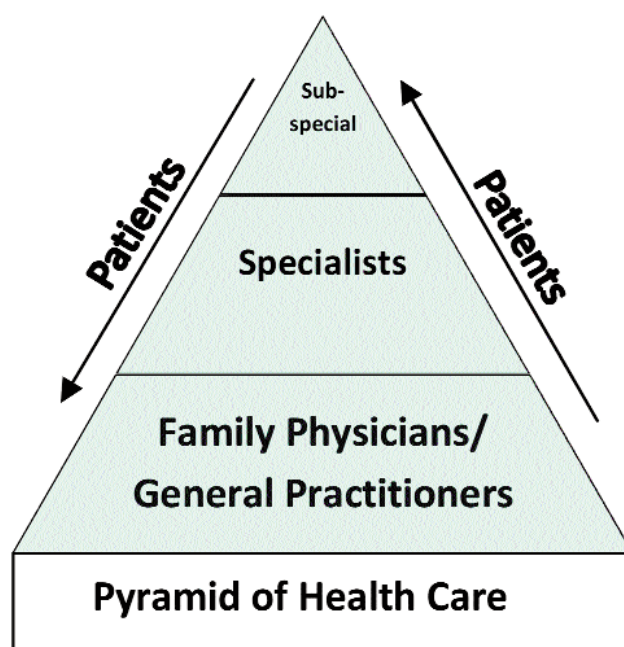 Sub-
special
Patients
Patients
Specialists
Family Physicians/
General Practitioners
Pyramid of Health Care